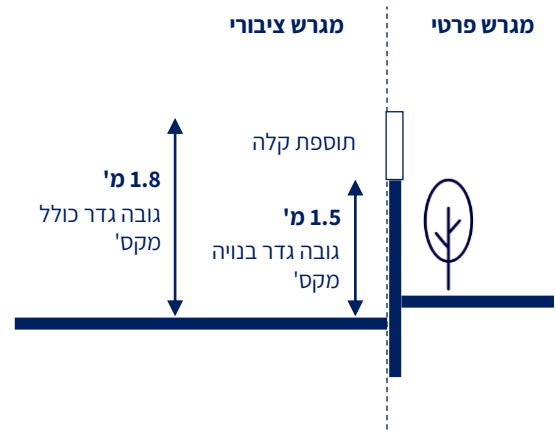 מגרש פרטי
מגרש ציבורי
תוספת קלה
1.5 מ'
גובה גדר בנויה
מקס'
1.8 מ'
גובה גדר כולל
מקס'